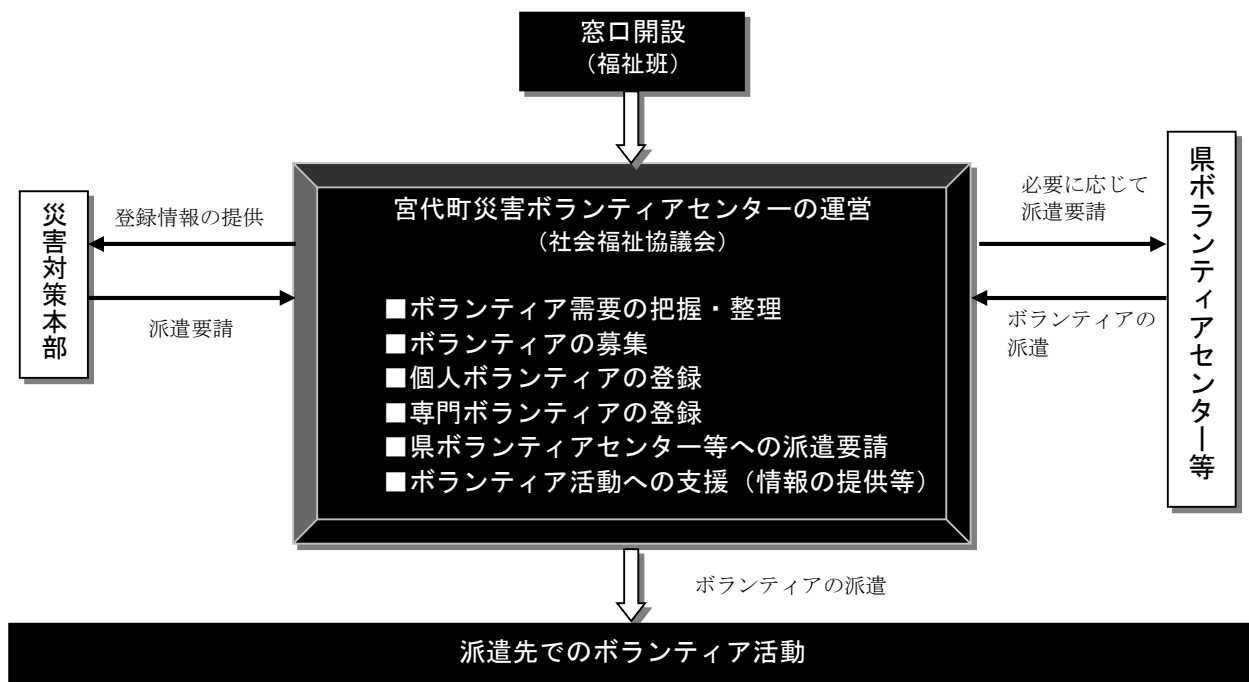 窓口開設
（福祉班）
災害対策本部
登録情報の提供
派遣要請
宮代町災害ボランティアセンターの運営
（社会福祉協議会）
■ボランティア需要の把握・整理
■ボランティアの募集
■個人ボランティアの登録
■専門ボランティアの登録
■県ボランティアセンター等への派遣要請
■ボランティア活動への支援（情報の提供等）
必要に応じて
派遣要請
ボランティアの
派遣
県ボランティアセンター等
ボランティアの派遣
派遣先でのボランティア活動